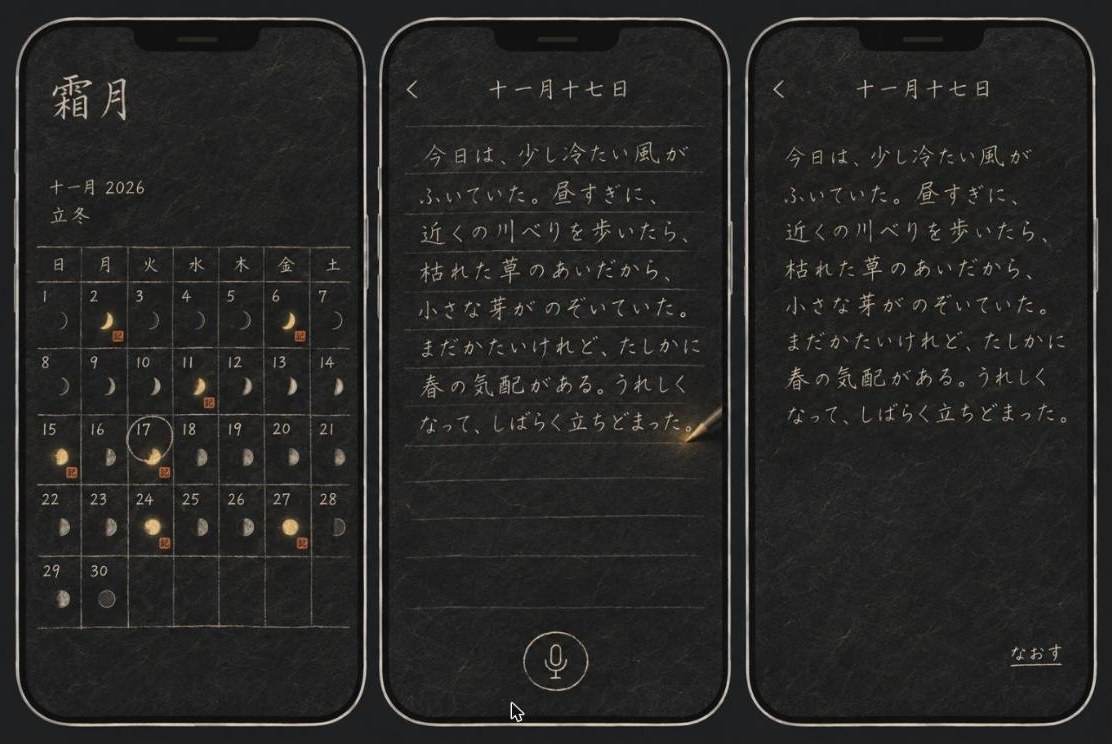 霜月
十一月 2026
立冬
日 月 火 水 木 金 土
1 2 3 4 5 6 7
記 記
8 9 10 11 12 13 14
記
15 16 17 18 19 20 21
記 記
22 23 24 25 26 27 28
記 記
29 30
十一月十七日
今日は、少し冷たい風が
ふいていた。昼すぎに、
近くの川べりを歩いたら、
枯れた草のあいだから、
小さな芽がのぞいていた。
まだかたいけれど、たしかに
春の気配がある。うれしく
なって、しばらく立ちどまった。
十一月十七日
今日は、少し冷たい風が
ふいていた。昼すぎに、
近くの川べりを歩いたら、
枯れた草のあいだから、
小さな芽がのぞいていた。
まだかたいけれど、たしかに
春の気配がある。うれしく
なって、しばらく立ちどまった。
なおす